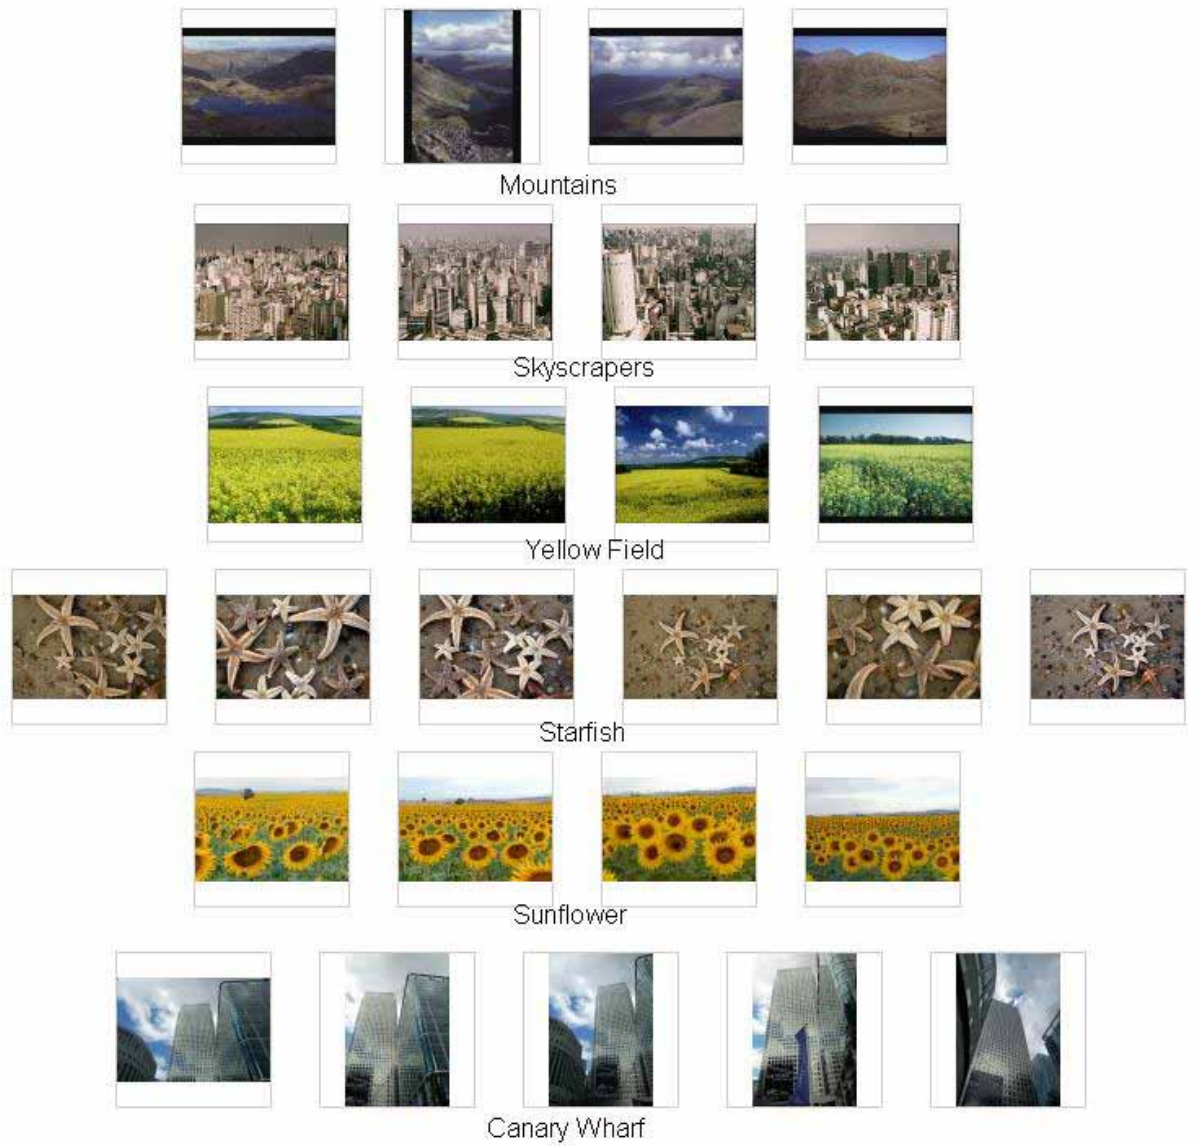 Mountains
Skyscrapers
Yellow Field
Starfish
Sunflower
Canary Wharf